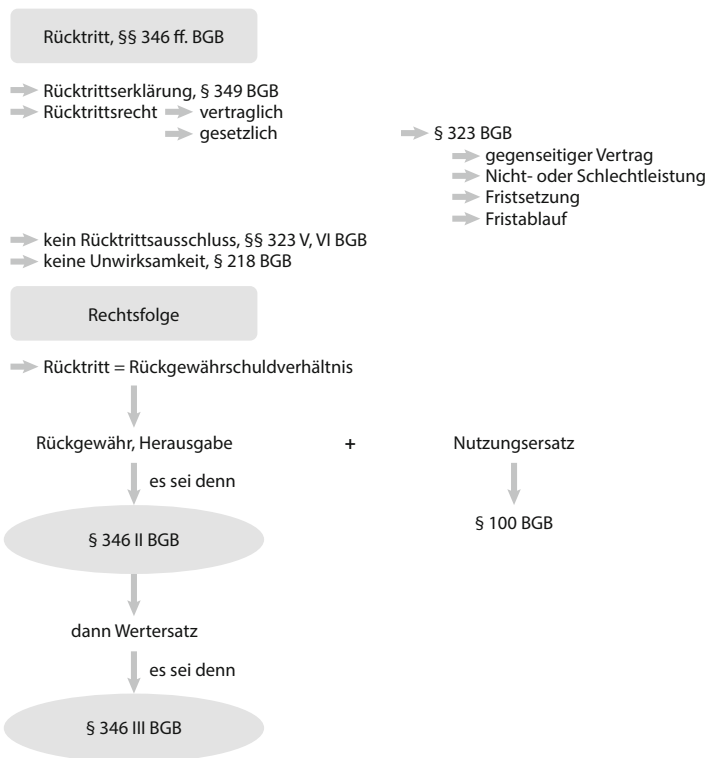 Rücktritt, §§ 346 ff. BGB
Rücktrittserklärung, § 349 BGB
Rücktrittsrecht vertraglich
gesetzlich § 323 BGB
gegenseitiger Vertrag
Nicht- oder Schlechtleistung
Fristsetzung
Fristablauf
kein Rücktrittsausschluss, §§ 323 V, VI BGB
keine Unwirksamkeit, § 218 BGB
Rechtsfolge
Rücktritt = Rückgewährschuldverhältnis
Rückgewähr, Herausgabe + Nutzungsersatz
es sei denn
§ 100 BGB
§ 346 II BGB
dann Wertersatz
es sei denn
§ 346 III BGB